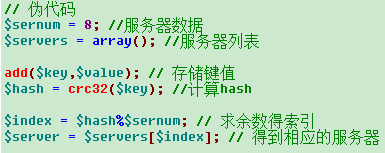 // 伪代码
$sernum = 8; //服务器数据
$servers = array(); //服务器列表
add($key,$value); // 存储键值
$hash = crc32($key); //计算hash
$index = $hash%$sernum; // 求余数得索引
$server = $servers[$index]; // 得到相应的服务器